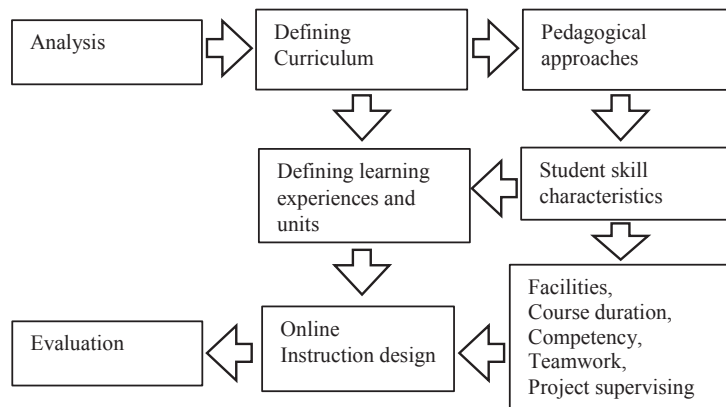 Analysis
Defining
Curriculum
Pedagogical
approaches
Defining learning
experiences and
units
Student skill
characteristics
Evaluation
Online
Instruction design
Facilities,
Course duration,
Competency,
Teamwork,
Project supervising